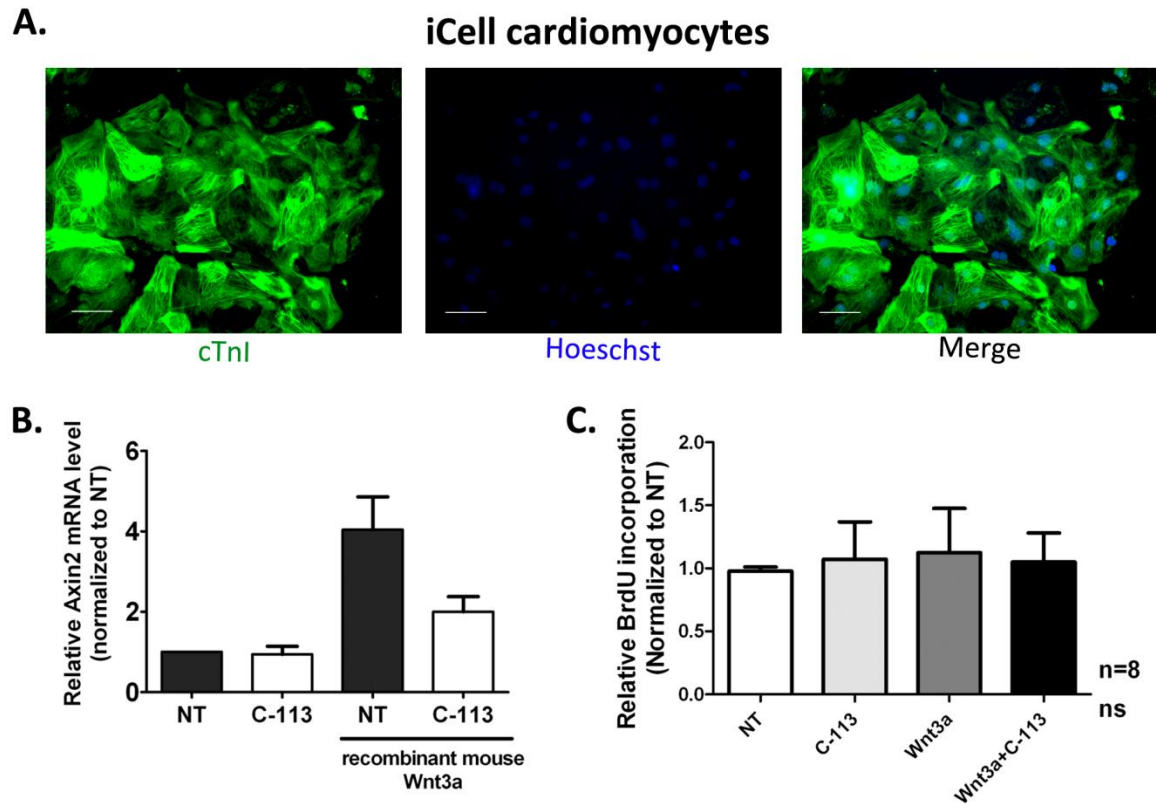 A.
iCell cardiomyocytes
cTnI
Hoeschst
Merge
B.
Relative Axin2 mRNA level
(normalized to NT)
6
4
2
0
NT
C-113
NT
C-113
recombinant mouse
Wnt3a
C.
Relative BrdU incorporation
(Normalized to NT)
2.0
1.5
1.0
0.5
0.0
NT
C-113
Wnt3a
Wnt3a+C-113
n=8
ns